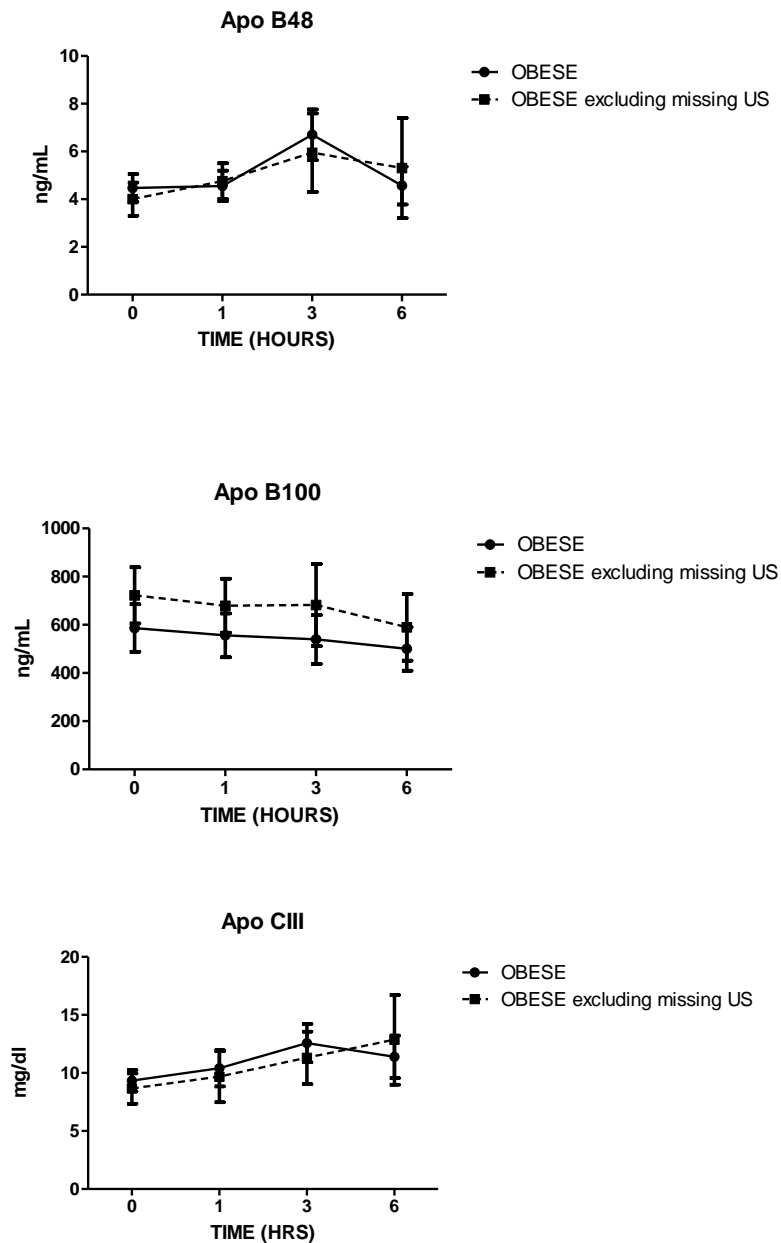 Apo B48
10
8
6
4
2
0
ng/mL
0 1 3 6
TIME (HOURS)
OBESE
OBESE excluding missing US
Apo B100
1000
800
600
400
200
0
ng/mL
0 1 3 6
TIME (HOURS)
OBESE
OBESE excluding missing US
Apo CIII
20
15
10
5
0
mg/dl
0 1 3 6
TIME (HRS)
OBESE
OBESE excluding missing US